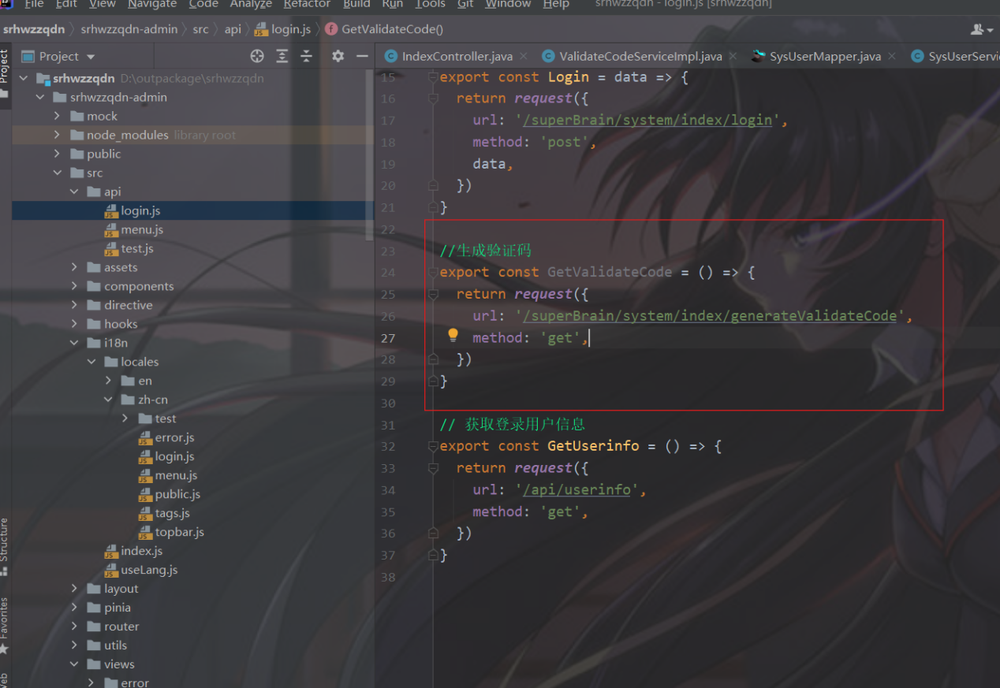 File Edit View Navigate Code Analyze Refactor Build Run Tools Git Window Help srhwzzqdn - login.js [srhwzzqdn]
srhwzzqdn srhwzzqdn-admin src api login.js GetValidateCode()
Project
Project
IndexController.java ValidateCodeServiceImpl.java SysUserMapper.java SysUserServi
srhwzzqdn D:\outpackage\srhwzzqdn
srhwzzqdn-admin
mock
node_modules library root
public
src
api
login.js
menu.js
test.js
assets
components
directive
hooks
i18n
locales
en
zh-cn
test
error.js
login.js
menu.js
public.js
tags.js
topbar.js
index.js
useLang.js
layout
pinia
router
utils
views
error
Structure
Favorites
Web
15 export const Login = data => {
16 return request({
17 url: '/superBrain/system/index/login',
18 method: 'post',
19 data,
20 })
21 }
22
23 //生成验证码
24 export const GetValidateCode = () => {
25 return request({
26 url: '/superBrain/system/index/generateValidateCode',
27 method: 'get',
28 })
29 }
30
31 // 获取登录用户信息
32 export const GetUserinfo = () => {
33 return request({
34 url: '/api/userinfo',
35 method: 'get',
36 })
37 }
38